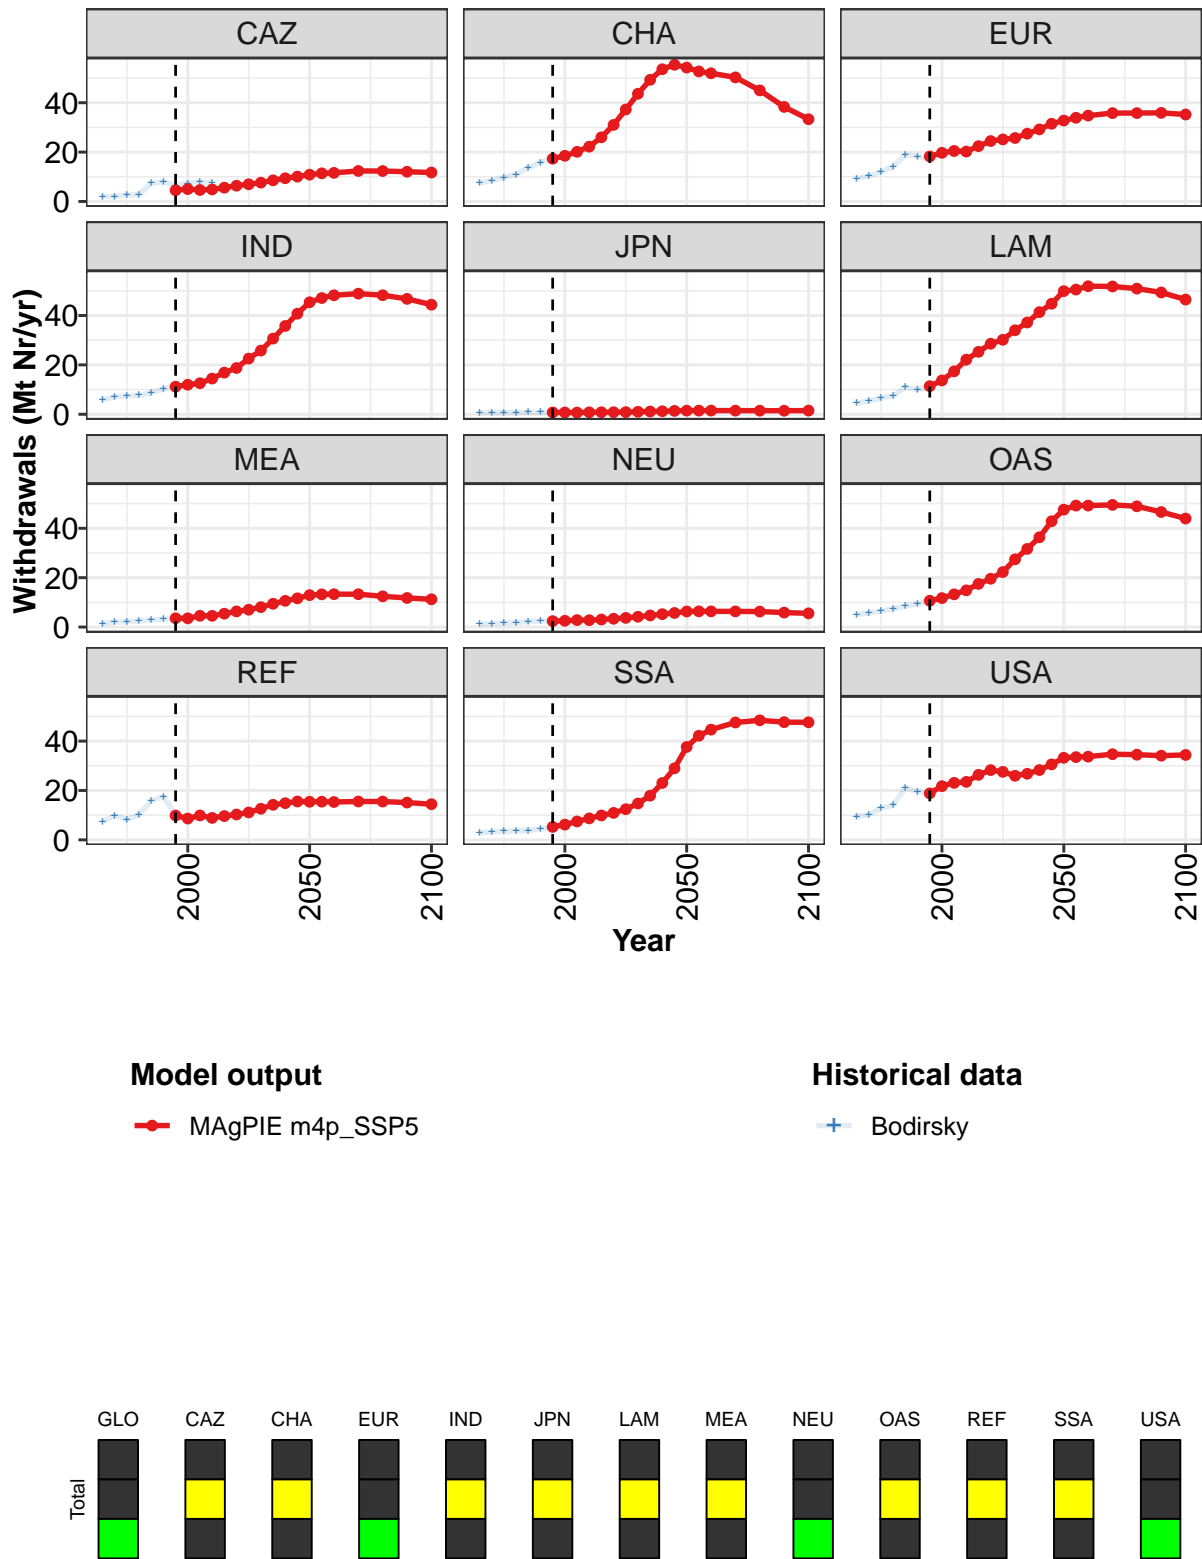 CAZ CHA EUR
40
20
0
IND JPN LAM
40
20
0
MEA NEU OAS
40
20
0
REF SSA USA
40
20
0
2000 2050 2100 2000 2050 2100 2000 2050 2100
Year
Withdrawals (Mt Nr/yr)
Model output Historical data
MAgPIE m4p_SSP5 Bodirsky
GLO CAZ CHA EUR IND JPN LAM MEA NEU OAS REF SSA USA
Total